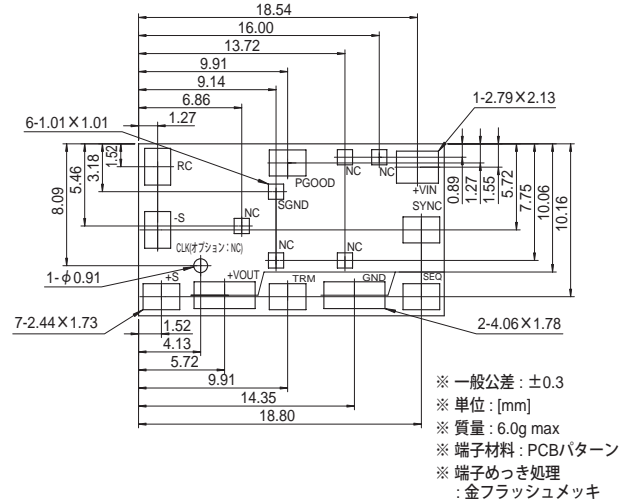 18.54
16.00
13.72
9.91
9.14
6.86
1-2.79×2.13
6-1.01×1.01
1.27
8.09
5.46
3.18
1.52
RC
PGOOD
NC
NC
+VIN
0.89
1.27
1.55
5.72
7.75
10.06
10.16
SGND
-S
NC
SYNC
CLK(オプション:NC)
NC
NC
1-φ0.91
+S
+VOUT
TRM
GND
SEQ
7-2.44×1.73
1.52
2-4.06×1.78
4.13
5.72
9.91
14.35
18.80
※ 一般公差 : ±0.3
※ 単位 : [mm]
※ 質量 : 6.0g max
※ 端子材料 : PCBパターン
※ 端子めっき処理
: 金フラッシュメッキ